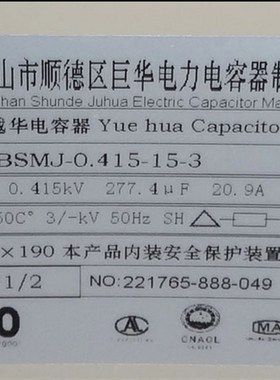 山市顺德区巨华电力电容器制
han Shunde Juhua Electric Capacitor Ma
华电容器 Yue hua Capacito
BSMJ-0.415-15-3
0.415kV 277.4μF 20.9A
50C° 3/-kV 50Hz SH
×190 本产品内装安全保护装置
1/2 NO:221765-888-049
CNACL
MA